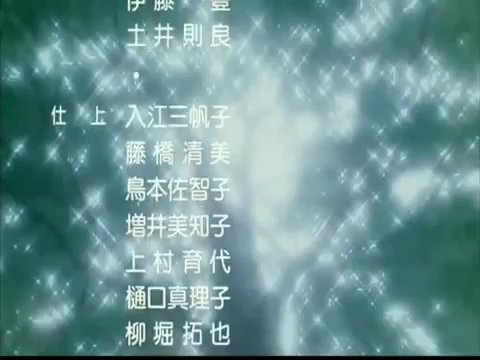 伊藤 豊
土井則良
仕上 入江三帆子
藤橋清美
鳥本佐智子
増井美知子
上村育代
樋口真理子
柳堀拓也